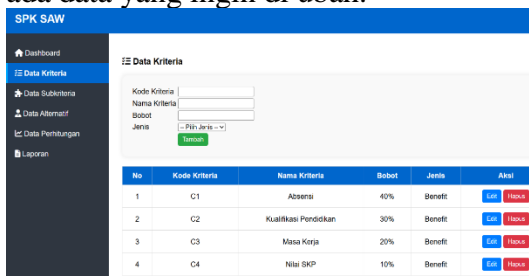 ada data yang ingin di ubah.
SPK SAW
Dashboard
Data Kriteria
Data Subkriteria
Data Alternatif
Data Perhitungan
Laporan
Data Kriteria
Kode Kriteria
Nama Kriteria
Bobot
Jenis -- Pilih Jenis --
Tambah
No Kode Kriteria Nama Kriteria Bobot Jenis Aksi
1 C1 Absensi 40% Benefit Edit Hapus
2 C2 Kualifikasi Pendidikan 30% Benefit Edit Hapus
3 C3 Masa Kerja 20% Benefit Edit Hapus
4 C4 Nilai SKP 10% Benefit Edit Hapus